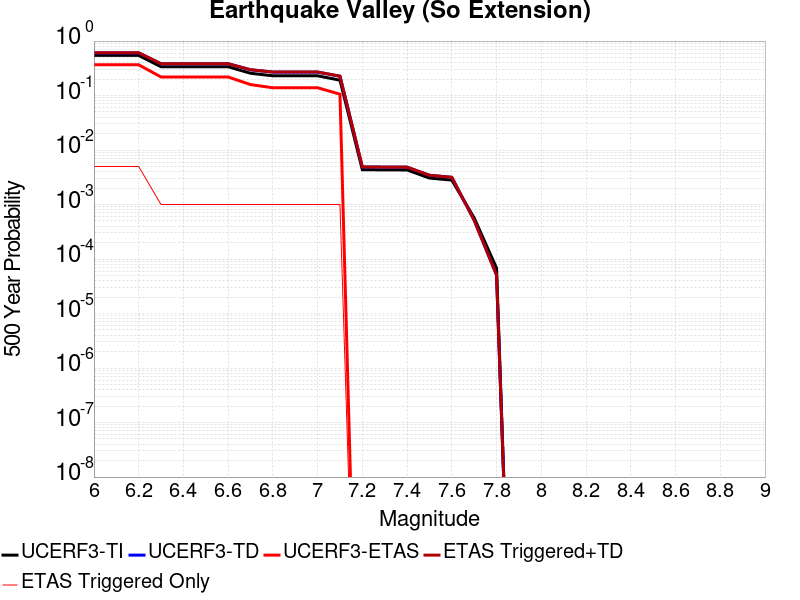 Earthquake Valley (So Extension)
10^0
10^-1
10^-2
10^-3
10^-4
10^-5
10^-6
10^-7
10^-8
500 Year Probability
6 6.2 6.4 6.6 6.8 7 7.2 7.4 7.6 7.8 8 8.2 8.4 8.6 8.8 9
Magnitude
UCERF3-TI UCERF3-TD UCERF3-ETAS ETAS Triggered+TD
ETAS Triggered Only